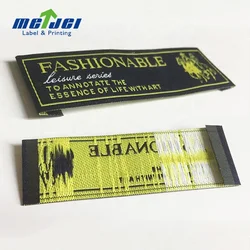 meijei
Label & Printing
FASHIONABLE
leisure series
TO ANNOTATE THE
ESSENCE OF LIFE WITH ART